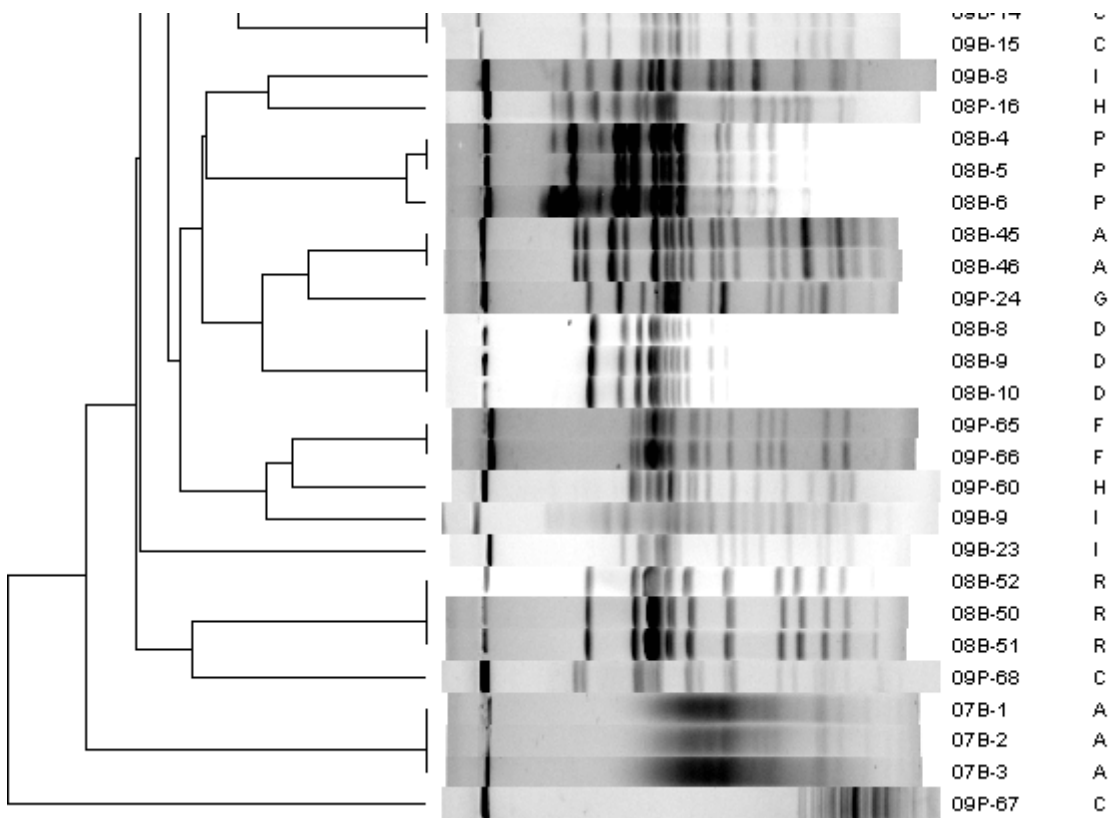 09B-14 C
09B-15 C
09B-8 I
08P-16 H
08B-4 P
08B-5 P
08B-6 P
08B-45 A
08B-46 A
09P-24 G
08B-8 D
08B-9 D
08B-10 D
09P-65 F
09P-66 F
09P-60 H
09B-9 I
09B-23 I
08B-52 R
08B-50 R
08B-51 R
09P-68 C
07B-1 A
07B-2 A
07B-3 A
09P-67 C